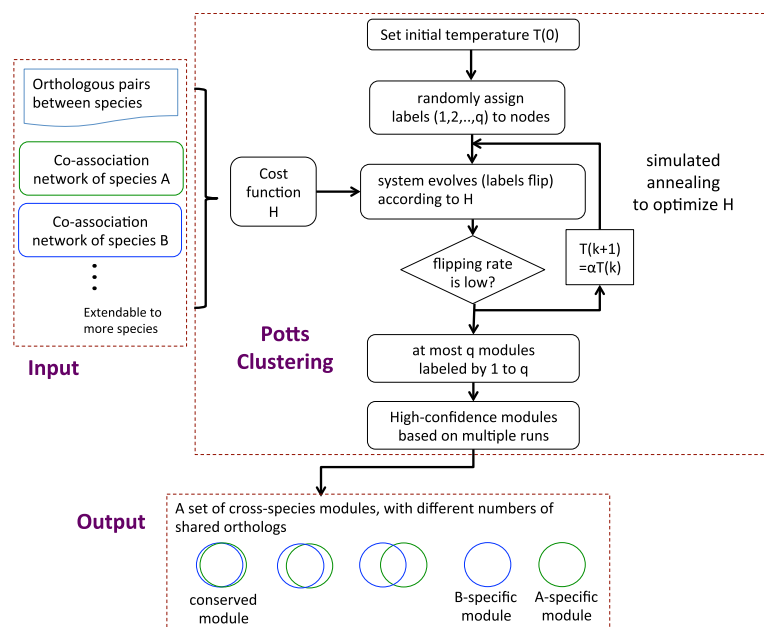 Set initial temperature T(0)
Orthologous pairs
between species
randomly assign
labels (1,2,..,q) to nodes
Co-association
network of species A
Cost
function
H
system evolves (labels flip)
according to H
simulated
annealing
to optimize H
Co-association
network of species B
T(k+1)
=αT(k)
flipping rate
is low?
Extendable to
more species
Input
Potts
Clustering
at most q modules
labeled by 1 to q
High-confidence modules
based on multiple runs
Output
A set of cross-species modules, with different numbers of
shared orthologs
conserved
module
B-specific
module
A-specific
module